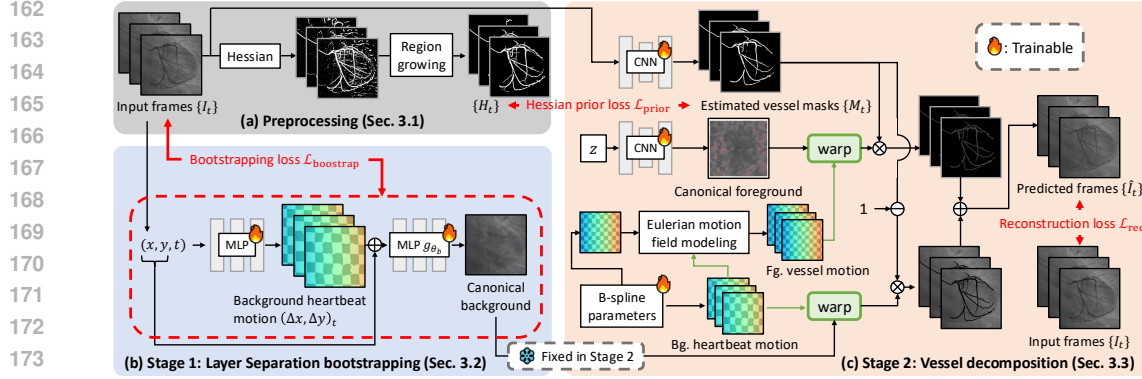 162
163
164
165
166
167
168
169
170
171
172
173
Input frames {I_t}
Hessian
Region
growing
{H_t}
Hessian prior loss ℒ_prior
(a) Preprocessing (Sec. 3.1)
Bootstrapping loss ℒ_boostrap
(x, y, t)
MLP
Background heartbeat
motion (Δx, Δy)_t
MLP g_θ_b
Canonical
background
(b) Stage 1: Layer Separation bootstrapping (Sec. 3.2)
Fixed in Stage 2
CNN
Estimated vessel masks {M_t}
: Trainable
z
CNN
Canonical foreground
warp
Eulerian motion
field modeling
Fg. vessel motion
B-spline
parameters
Bg. heartbeat motion
warp
1
Predicted frames {Î_t}
Reconstruction loss ℒ_rec
Input frames {I_t}
(c) Stage 2: Vessel decomposition (Sec. 3.3)